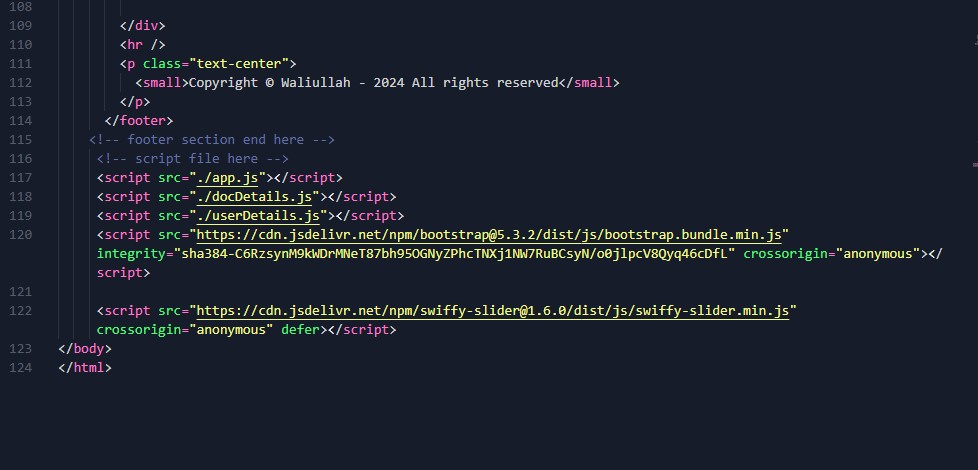 108
109 </div>
110 <hr />
111 <p class="text-center">
112 <small>Copyright © Waliullah - 2024 All rights reserved</small>
113 </p>
114 </footer>
115 <!-- footer section end here -->
116 <!-- script file here -->
117 <script src="./app.js"></script>
118 <script src="./docDetails.js"></script>
119 <script src="./userDetails.js"></script>
120 <script src="https://cdn.jsdelivr.net/npm/bootstrap@5.3.2/dist/js/bootstrap.bundle.min.js"
integrity="sha384-C6RzsynM9kWDrMNeT87bh95OGNyZPhcTNXj1NW7RuBCsyN/o0jlpcV8Qyq46cDfL" crossorigin="anonymous"></
script>
121
122 <script src="https://cdn.jsdelivr.net/npm/swiffy-slider@1.6.0/dist/js/swiffy-slider.min.js"
crossorigin="anonymous" defer></script>
123 </body>
124 </html>